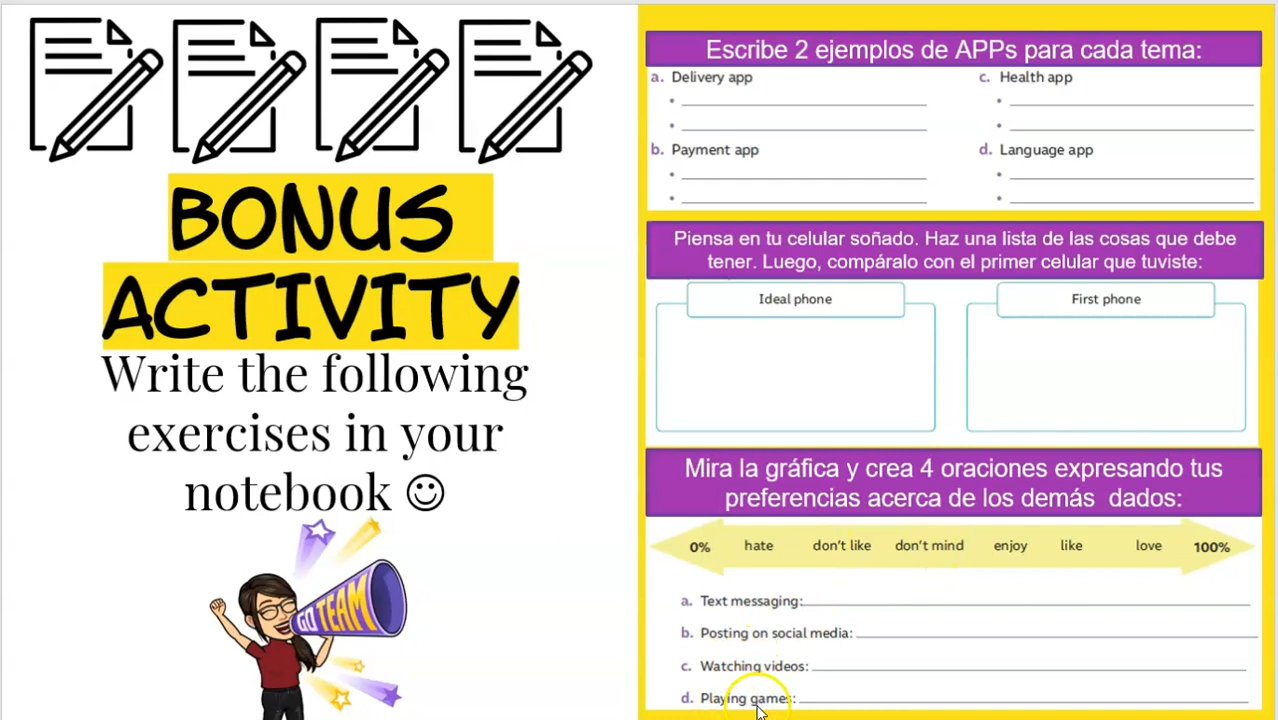 BONUS
ACTIVITY
Write the following
exercises in your
notebook ☺
GO TEAM
Escribe 2 ejemplos de APPs para cada tema:
a. Delivery app
c. Health app
b. Payment app
d. Language app
Piensa en tu celular soñado. Haz una lista de las cosas que debe
tener. Luego, compáralo con el primer celular que tuviste:
Ideal phone
First phone
Mira la gráfica y crea 4 oraciones expresando tus
preferencias acerca de los demás dados:
0% hate don't like don't mind enjoy like love 100%
a. Text messaging:
b. Posting on social media:
c. Watching videos:
d. Playing games: